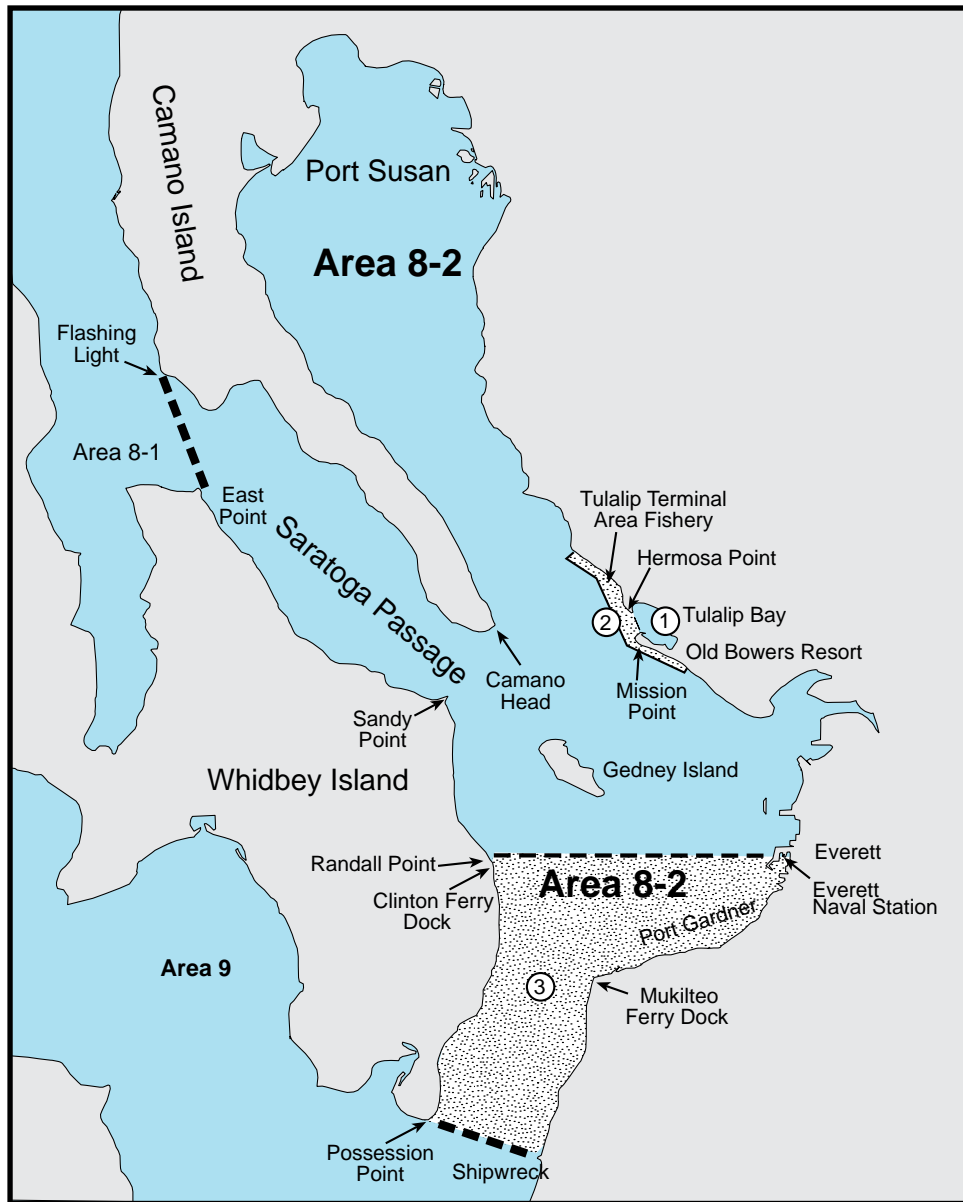 Camano Island
Port Susan
Area 8-2
Flashing
Light
Area 8-1
East
Point
Saratoga Passage
Tulalip Terminal
Area Fishery
Hermosa Point
1
2
Tulalip Bay
Old Bowers Resort
Camano
Head
Mission
Point
Sandy
Point
Gedney Island
Whidbey Island
Randall Point
Everett
Area 8-2
Clinton Ferry
Dock
Everett
Naval Station
Port Gardner
Area 9
3
Mukilteo
Ferry Dock
Possession
Point
Shipwreck